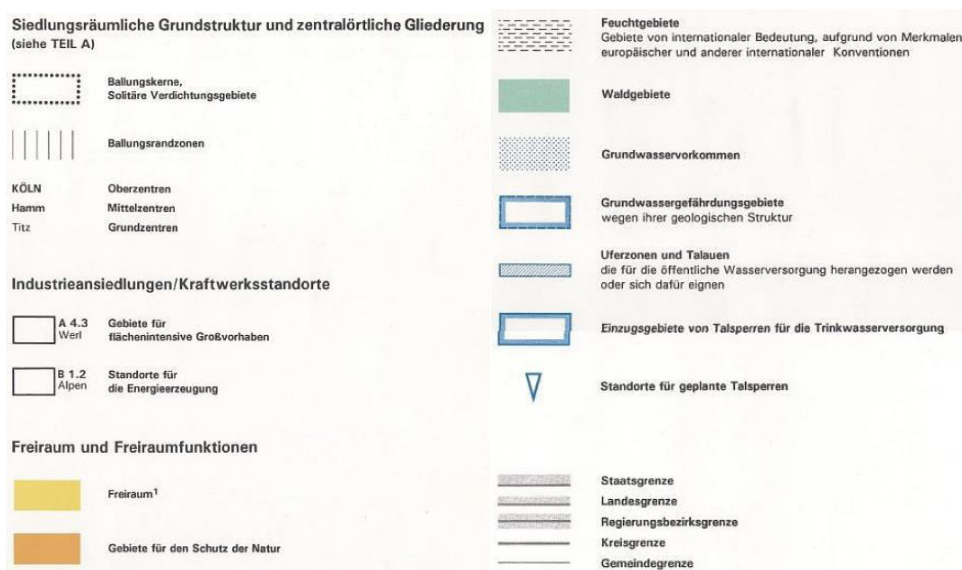 Siedlungsräumliche Grundstruktur und zentralörtliche Gliederung
(siehe TEIL A)
Ballungskerne,
Solitäre Verdichtungsgebiete
Ballungsrandzonen
KÖLN Oberzentren
Hamm Mittelzentren
Titz Grundzentren
Industrieansiedlungen/Kraftwerksstandorte
A 4.3 Gebiete für
Werl flächenintensive Großvorhaben
B 1.2 Standorte für
Alpen die Energieerzeugung
Freiraum und Freiraumfunktionen
Freiraum¹
Gebiete für den Schutz der Natur
Feuchtgebiete
Gebiete von internationaler Bedeutung, aufgrund von Merkmalen
europäischer und anderer internationaler Konventionen
Waldgebiete
Grundwasservorkommen
Grundwassergefährdungsgebiete
wegen ihrer geologischen Struktur
Uferzonen und Talauen
die für die öffentliche Wasserversorgung herangezogen werden
oder sich dafür eignen
Einzugsgebiete von Talsperren für die Trinkwasserversorgung
Standorte für geplante Talsperren
Staatsgrenze
Landesgrenze
Regierungsbezirksgrenze
Kreisgrenze
Gemeindegrenze